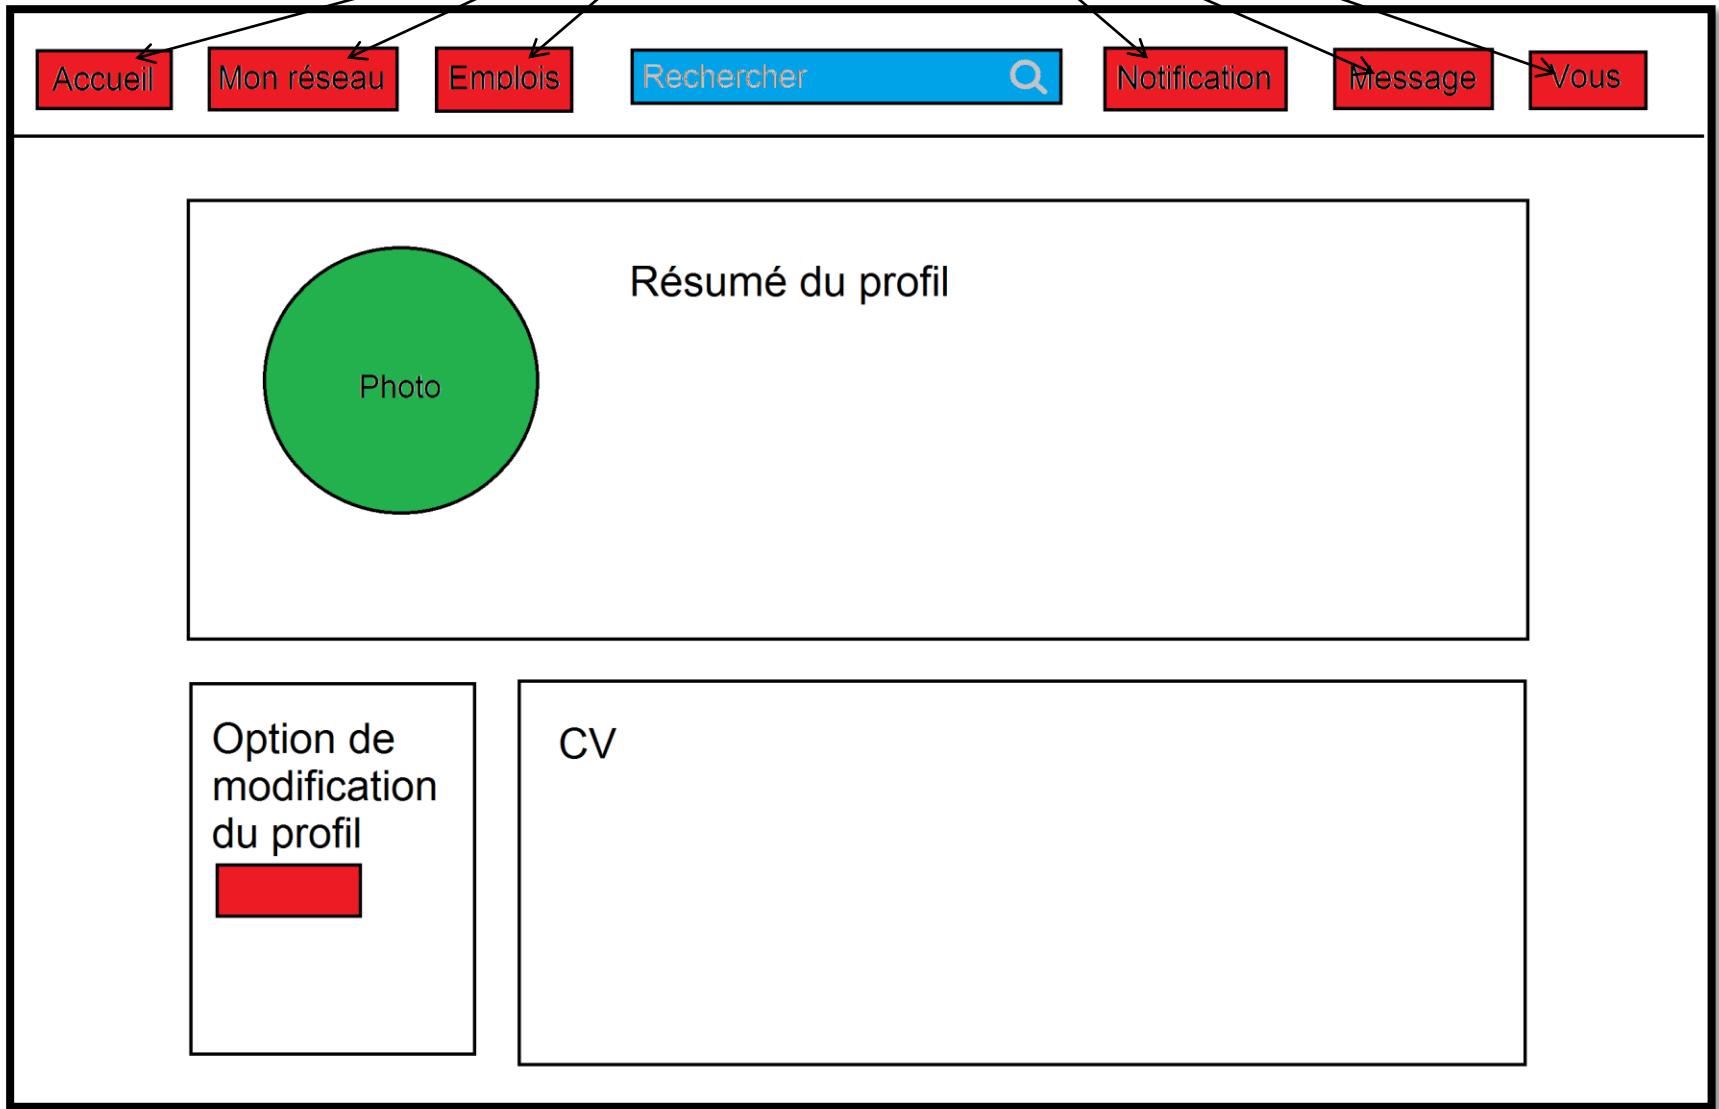 Accueil
Mon réseau
Emplois
Rechercher
Notification
Message
Vous
Photo
Résumé du profil
Option de
modification
du profil
CV